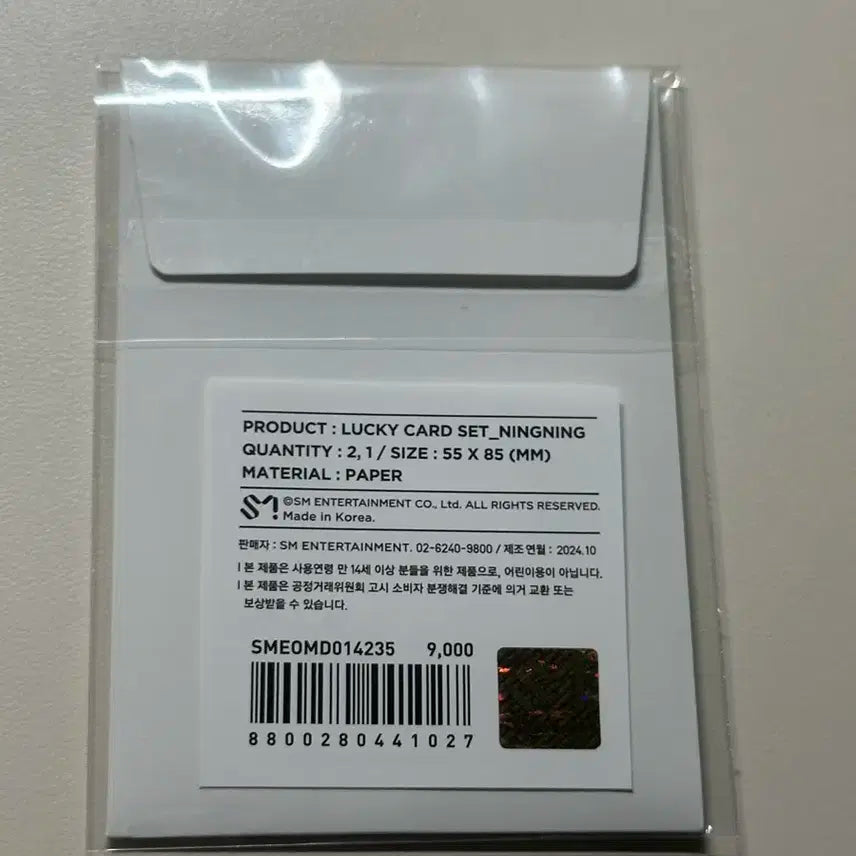 PRODUCT : LUCKY CARD SET_NINGNING
QUANTITY : 2, 1 / SIZE : 55 X 85 (MM)
MATERIAL : PAPER
SM ©SM ENTERTAINMENT CO., Ltd. ALL RIGHTS RESERVED.
Made in Korea.
판매자 : SM ENTERTAINMENT. 02-6240-9800 / 제조 연월 : 2024.10
I 본 제품은 사용연령 만 14세 이상 분들을 위한 제품으로, 어린이용이 아닙니다.
I 본 제품은 공정거래위원회 고시 소비자 분쟁해결 기준에 의거 교환 또는
보상받을 수 있습니다.
SMEOMD014235 9,000
8800280441027